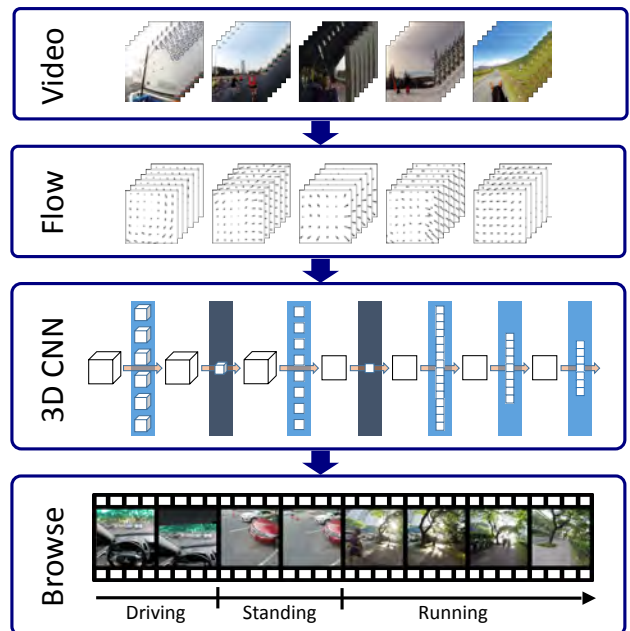 Video
Flow
3D CNN
Browse
Driving
Standing
Running